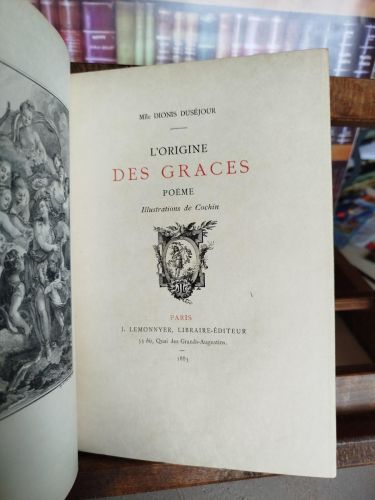 Mlle DIONIS DUSÉJOUR
L'ORIGINE
DES GRACES
POÈME
Illustrations de Cochin
PARIS
J. LEMONNYER, LIBRAIRE-ÉDITEUR
53 bis, Quai des Grands-Augustins.
1885